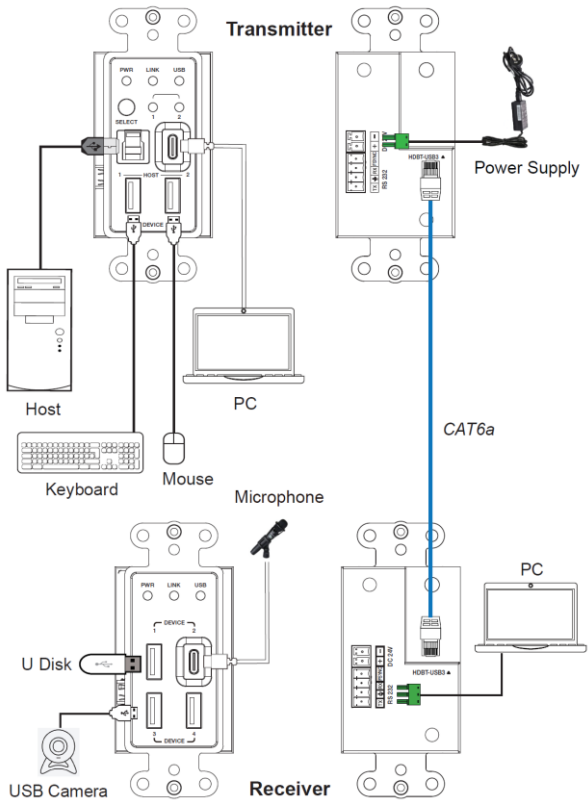 Transmitter
PWR LINK USB
1 2
SELECT
1 HOST 2
DEVICE
DC 24V
HDBT-USB3
RS 232
Power Supply
Host
PC
Keyboard
Mouse
CAT6a
Microphone
PWR LINK USB
DEVICE
1 2
U Disk
3 4
DEVICE
USB Camera
PC
DC 24V
HDBT-USB3
RS 232
Receiver